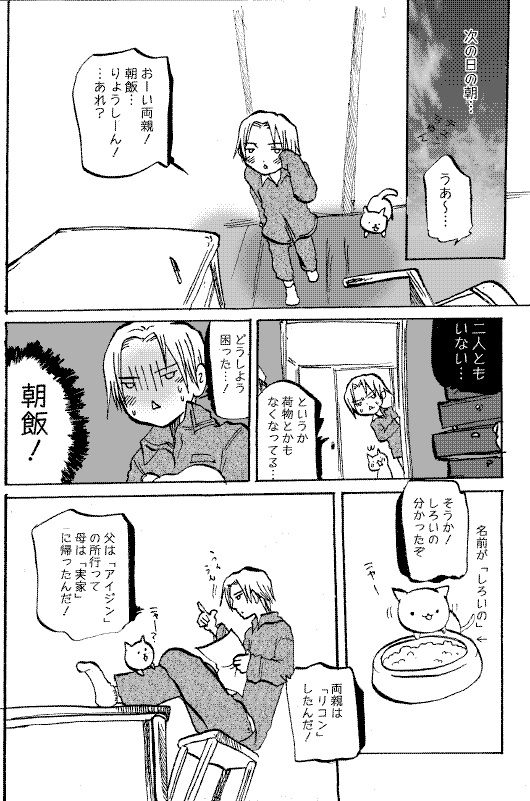 次の日の朝…
うあ～…
おーい両親！
朝飯…
りょうしーん！
…あれ？
二人とも
いない…
というか
荷物とかも
なくなってる…
どうしよう
困った…！
朝飯！
そうか！
しろいの
分かったぞ
名前が「しろいの」
←
ニャー
両親は
「リコン」
したんだ！
父は「アイジン」
の所行って
母は「実家」
に帰ったんだ！
ニャー